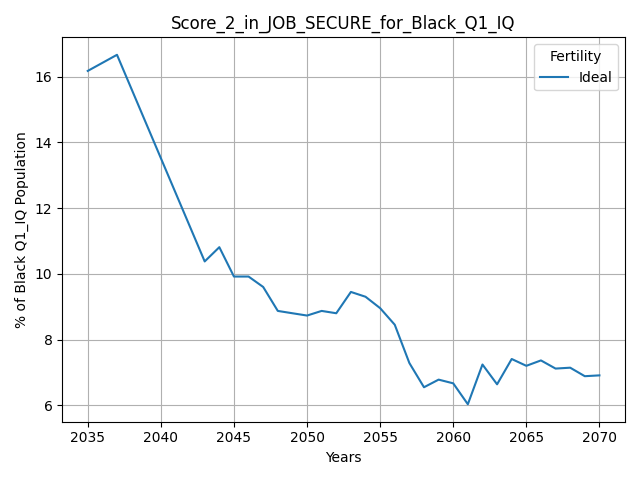 Score_2_in_JOB_SECURE_for_Black_Q1_IQ
Fertility
Ideal
% of Black Q1_IQ Population
16
14
12
10
8
6
2035 2040 2045 2050 2055 2060 2065 2070
Years